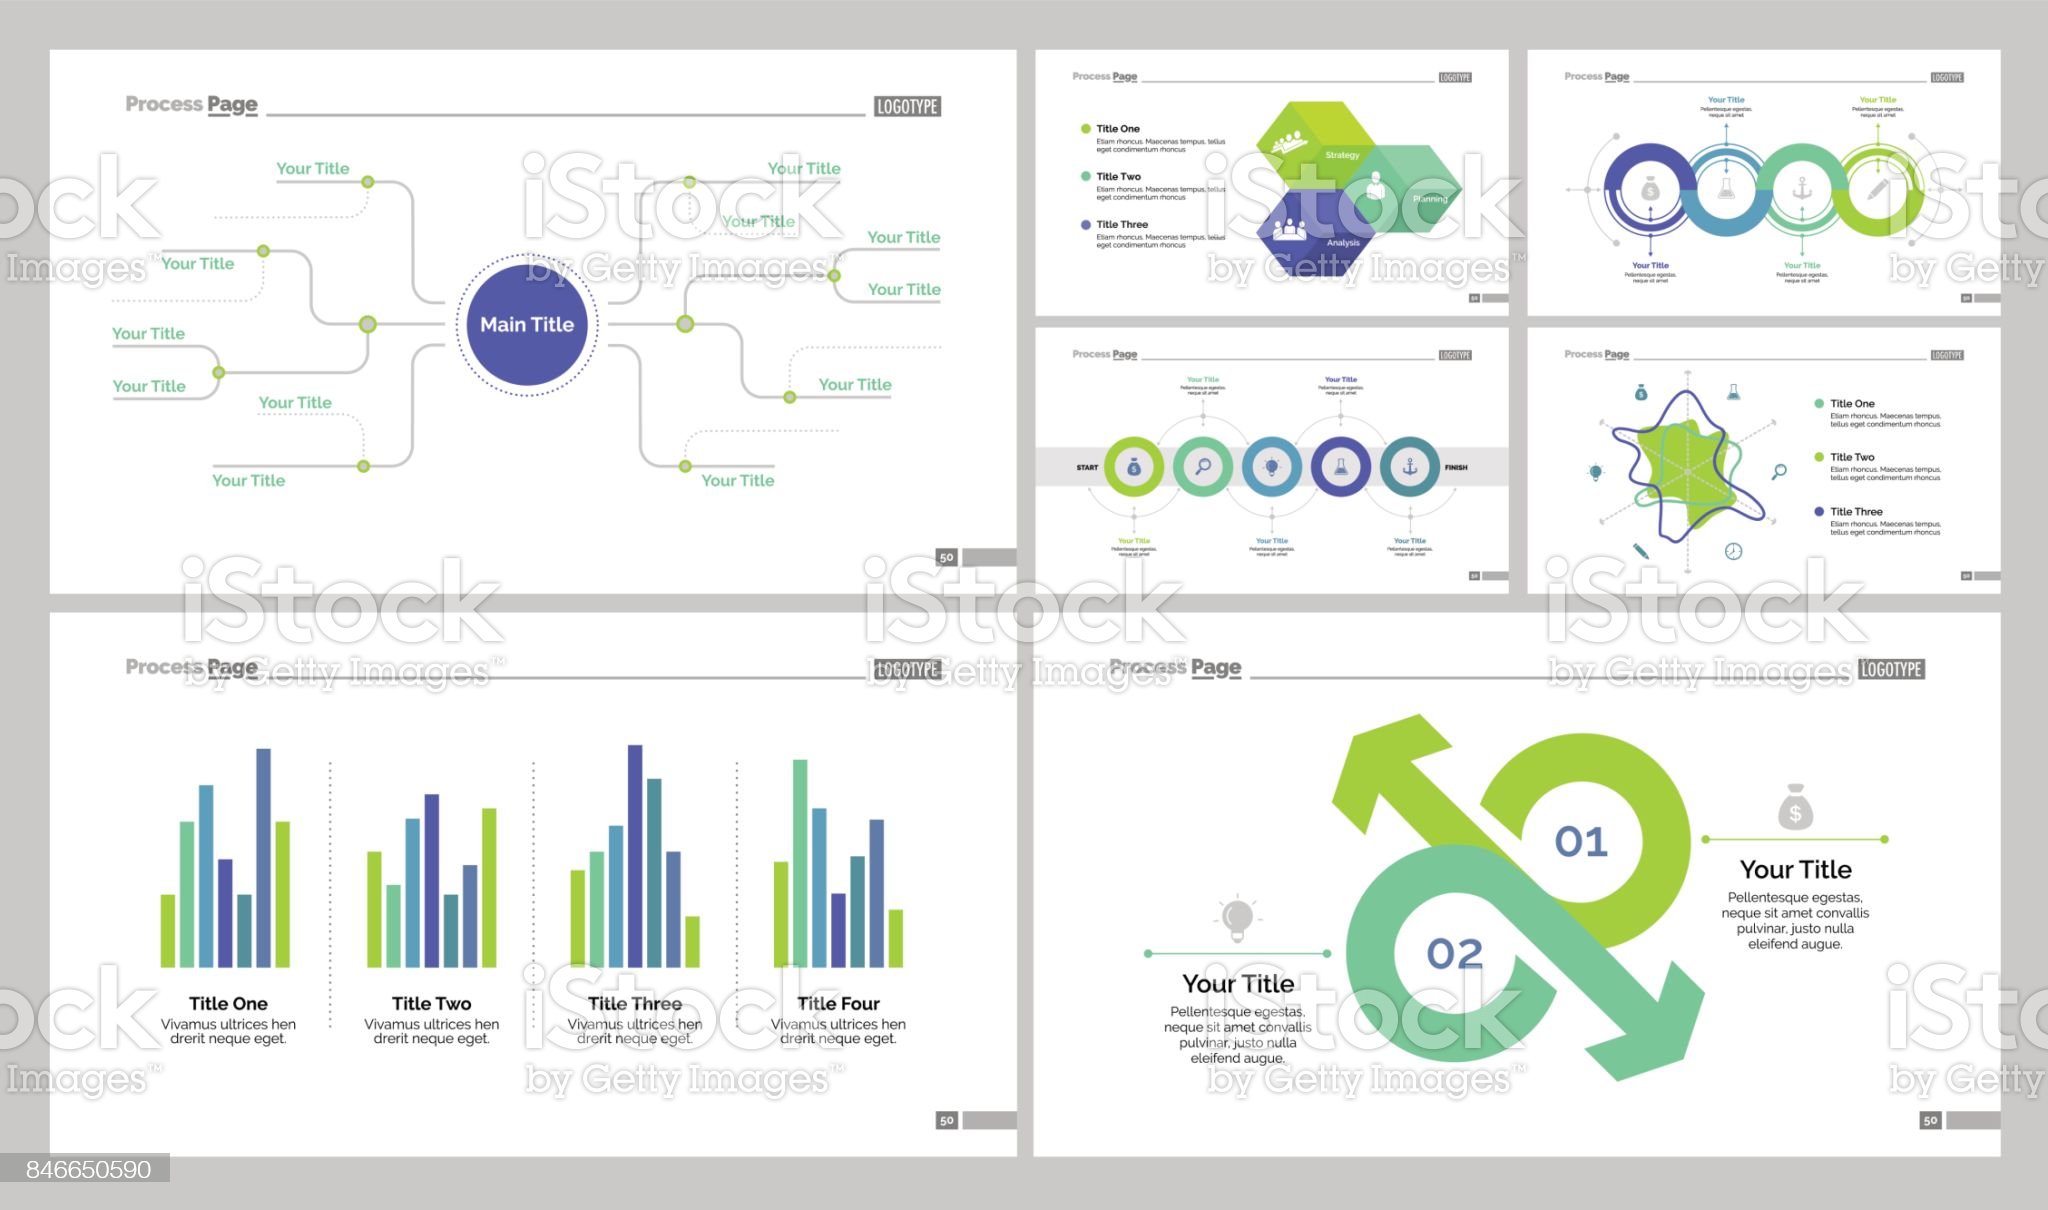 Process Page
LOGOTYPE
Your Title
Your Title
Your Title
Your Title
Your Title
Your Title
Main Title
Your Title
Your Title
Your Title
Your Title
Your Title
Your Title
50
Process Page
LOGOTYPE
Title One
Etiam rhoncus. Maecenas tempus, tellus
eget condimentum rhoncus
Title Two
Etiam rhoncus. Maecenas tempus, tellus
eget condimentum rhoncus
Title Three
Etiam rhoncus. Maecenas tempus, tellus
eget condimentum rhoncus
Strategy
Planning
Analysis
50
Process Page
LOGOTYPE
Your Title
Pellentesque egestas,
neque sit amet
Your Title
Pellentesque egestas,
neque sit amet
Your Title
Pellentesque egestas,
neque sit amet
Your Title
Pellentesque egestas,
neque sit amet
50
Process Page
LOGOTYPE
Your Title
Pellentesque egestas,
neque sit amet
Your Title
Pellentesque egestas,
neque sit amet
START
FINISH
Your Title
Pellentesque egestas,
neque sit amet
Your Title
Pellentesque egestas,
neque sit amet
Your Title
Pellentesque egestas,
neque sit amet
50
Process Page
LOGOTYPE
Title One
Etiam rhoncus. Maecenas tempus,
tellus eget condimentum rhoncus
Title Two
Etiam rhoncus. Maecenas tempus,
tellus eget condimentum rhoncus
Title Three
Etiam rhoncus. Maecenas tempus,
tellus eget condimentum rhoncus
50
Process Page
LOGOTYPE
Title One
Vivamus ultrices hen
drerit neque eget.
Title Two
Vivamus ultrices hen
drerit neque eget.
Title Three
Vivamus ultrices hen
drerit neque eget.
Title Four
Vivamus ultrices hen
drerit neque eget.
50
Process Page
LOGOTYPE
01
Your Title
Pellentesque egestas,
neque sit amet convallis
pulvinar, justo nulla
eleifend augue.
02
Your Title
Pellentesque egestas,
neque sit amet convallis
pulvinar, justo nulla
eleifend augue.
50
iStock
by Getty Images™
846650590